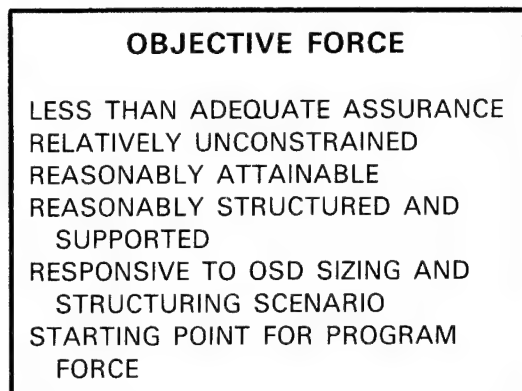 OBJECTIVE FORCE
LESS THAN ADEQUATE ASSURANCE
RELATIVELY UNCONSTRAINED
REASONABLY ATTAINABLE
REASONABLY STRUCTURED AND
SUPPORTED
RESPONSIVE TO OSD SIZING AND
STRUCTURING SCENARIO
STARTING POINT FOR PROGRAM
FORCE